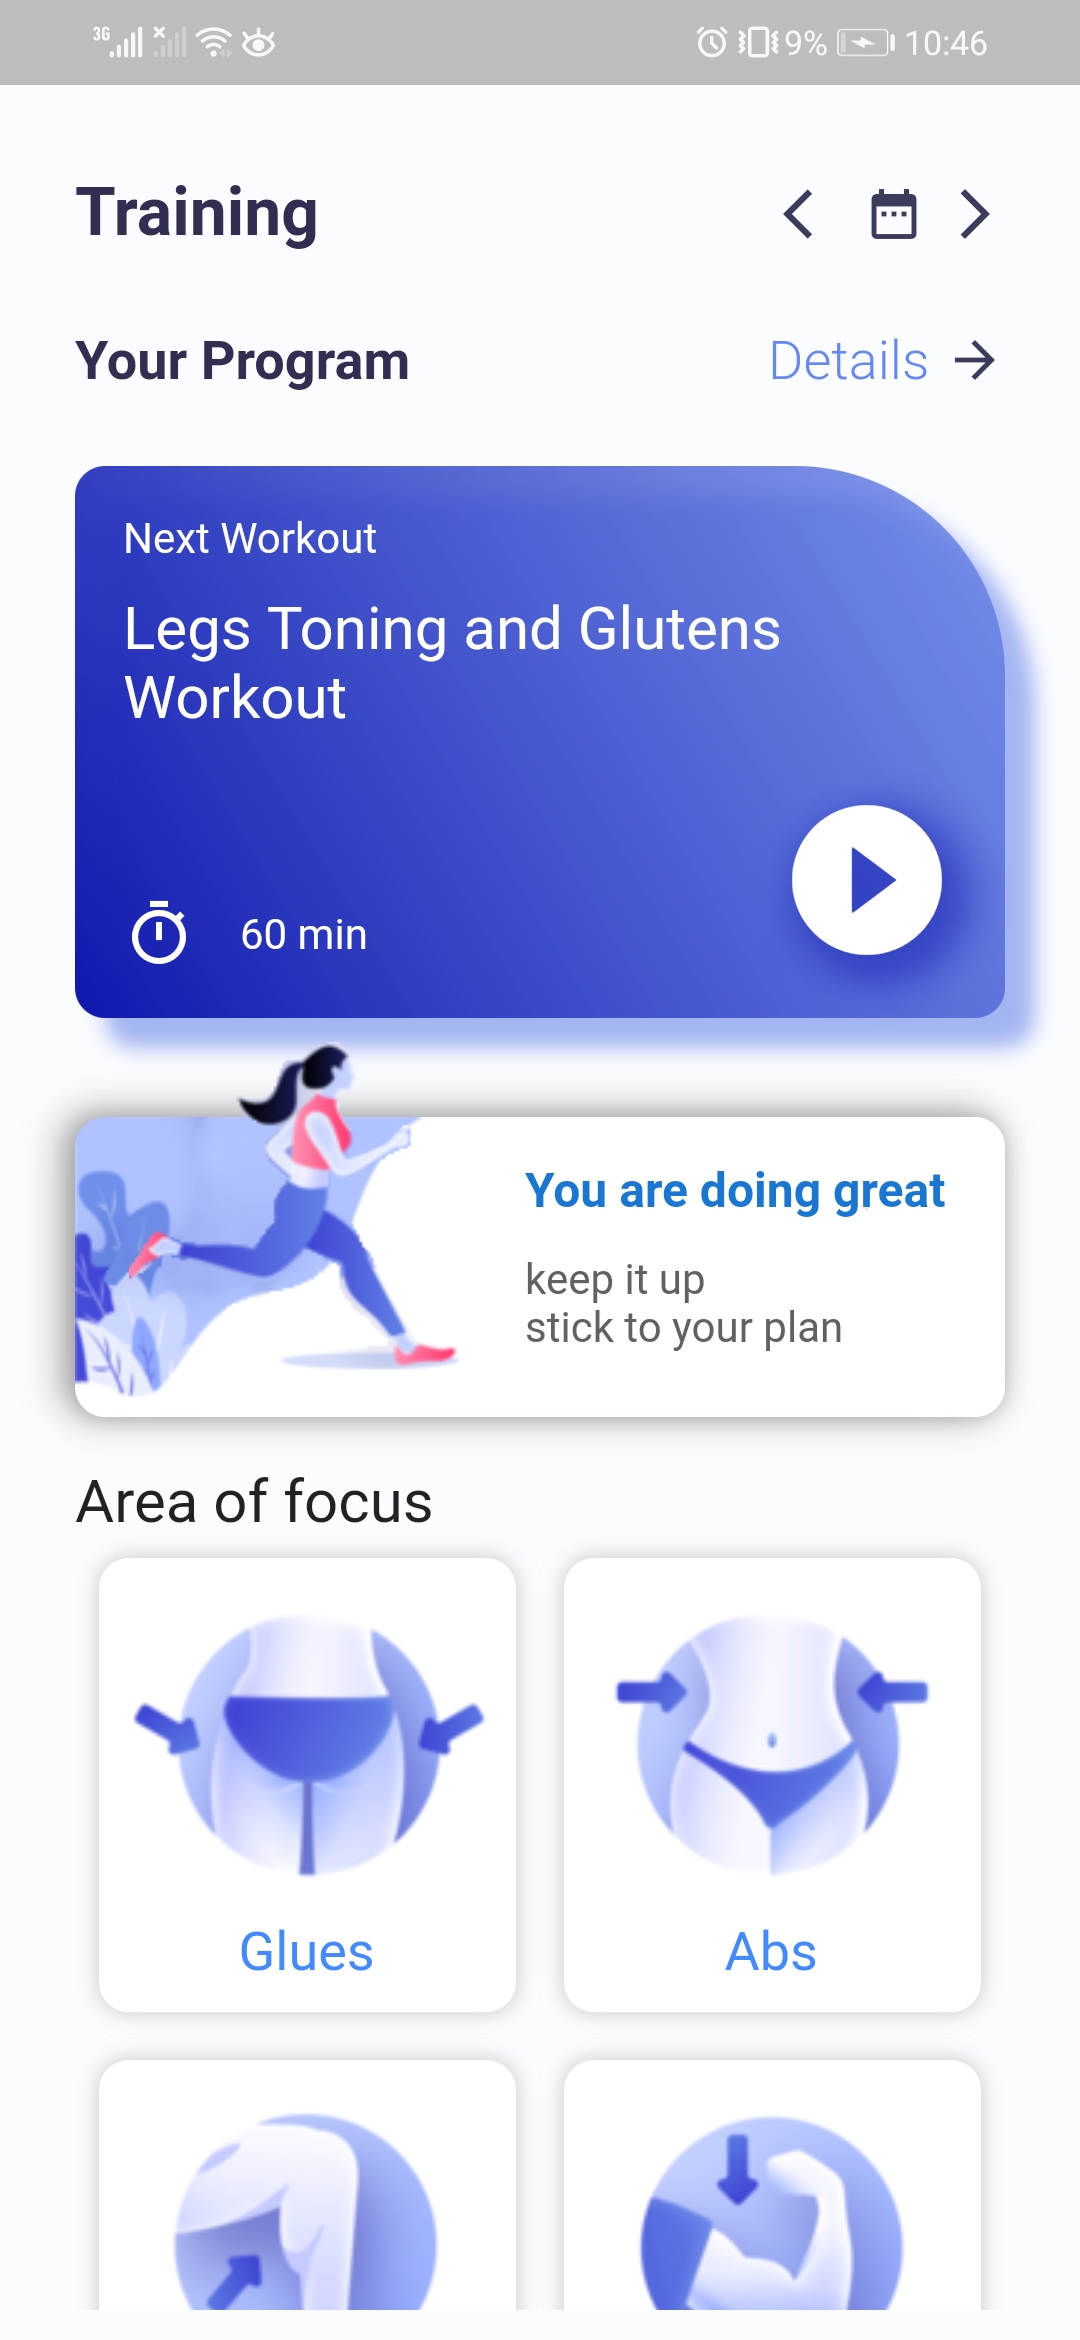 3G 9% 10:46
Training
Your Program Details
Next Workout
Legs Toning and Glutens
Workout
60 min
You are doing great
keep it up
stick to your plan
Area of focus
Glues Abs